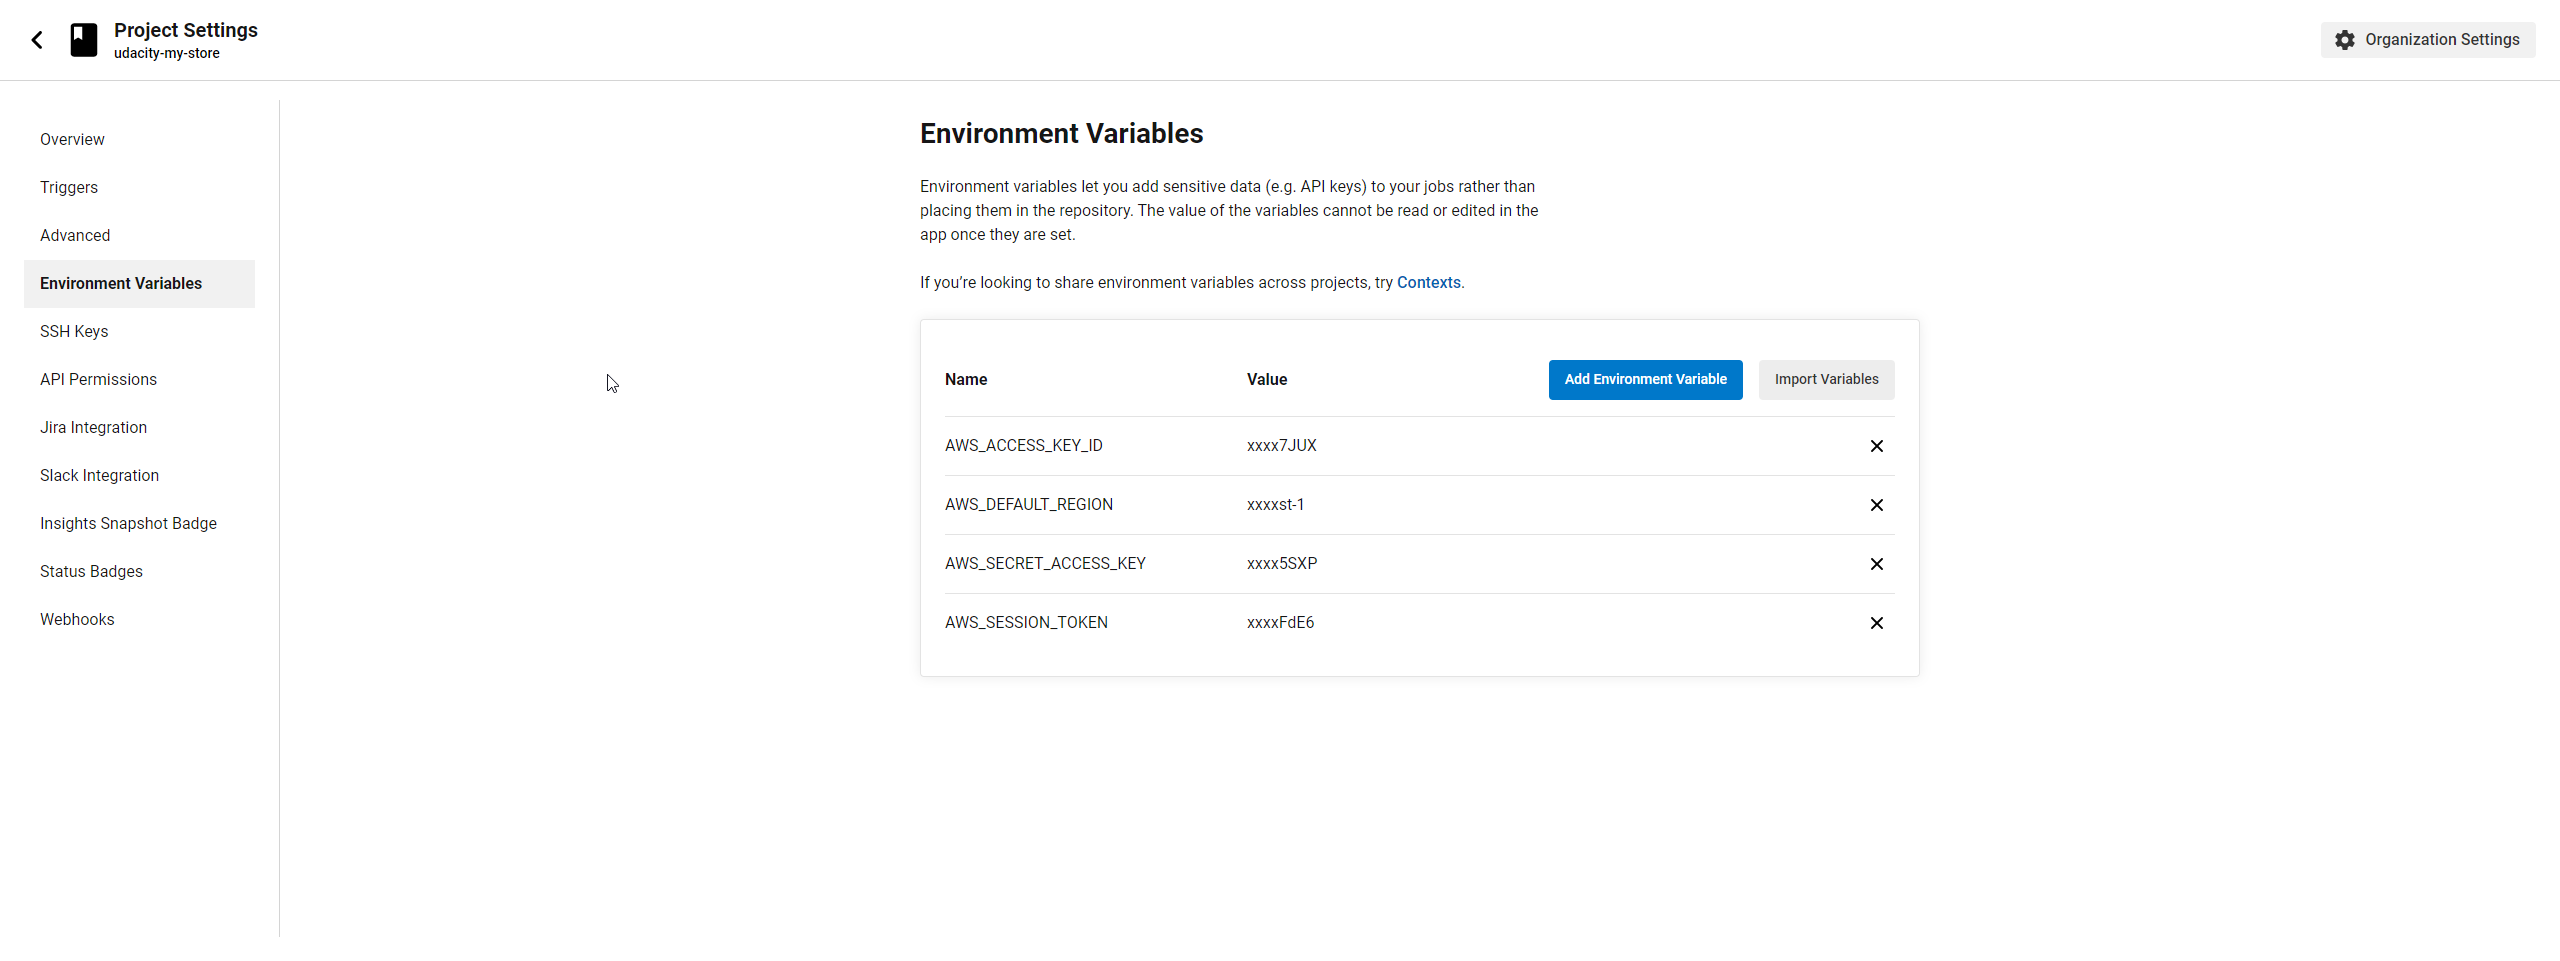 Project Settings
udacity-my-store
Organization Settings
Overview
Triggers
Advanced
Environment Variables
SSH Keys
API Permissions
Jira Integration
Slack Integration
Insights Snapshot Badge
Status Badges
Webhooks
Environment Variables
Environment variables let you add sensitive data (e.g. API keys) to your jobs rather than
placing them in the repository. The value of the variables cannot be read or edited in the
app once they are set.
If you’re looking to share environment variables across projects, try Contexts.
Name Value Add Environment Variable Import Variables
AWS_ACCESS_KEY_ID xxxx7JUX
AWS_DEFAULT_REGION xxxxst-1
AWS_SECRET_ACCESS_KEY xxxx5SXP
AWS_SESSION_TOKEN xxxxFdE6